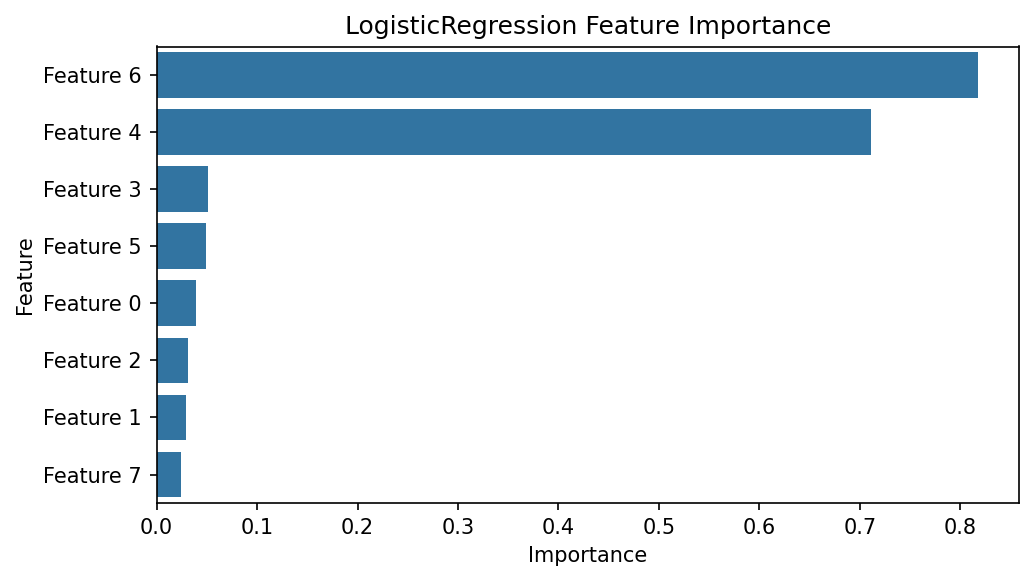 LogisticRegression Feature Importance
Feature
Feature 6
Feature 4
Feature 3
Feature 5
Feature 0
Feature 2
Feature 1
Feature 7
0.0 0.1 0.2 0.3 0.4 0.5 0.6 0.7 0.8
Importance